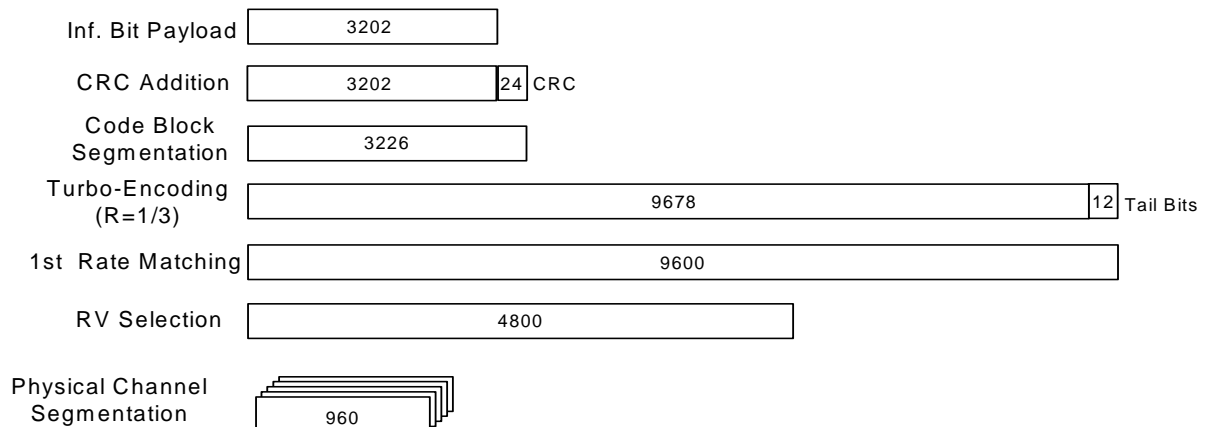 Inf. Bit Payload 3202
CRC Addition 3202 24 CRC
Code Block
Segmentation 3226
Turbo-Encoding
(R=1/3) 9678 12 Tail Bits
1st Rate Matching 9600
RV Selection 4800
Physical Channel
Segmentation 960